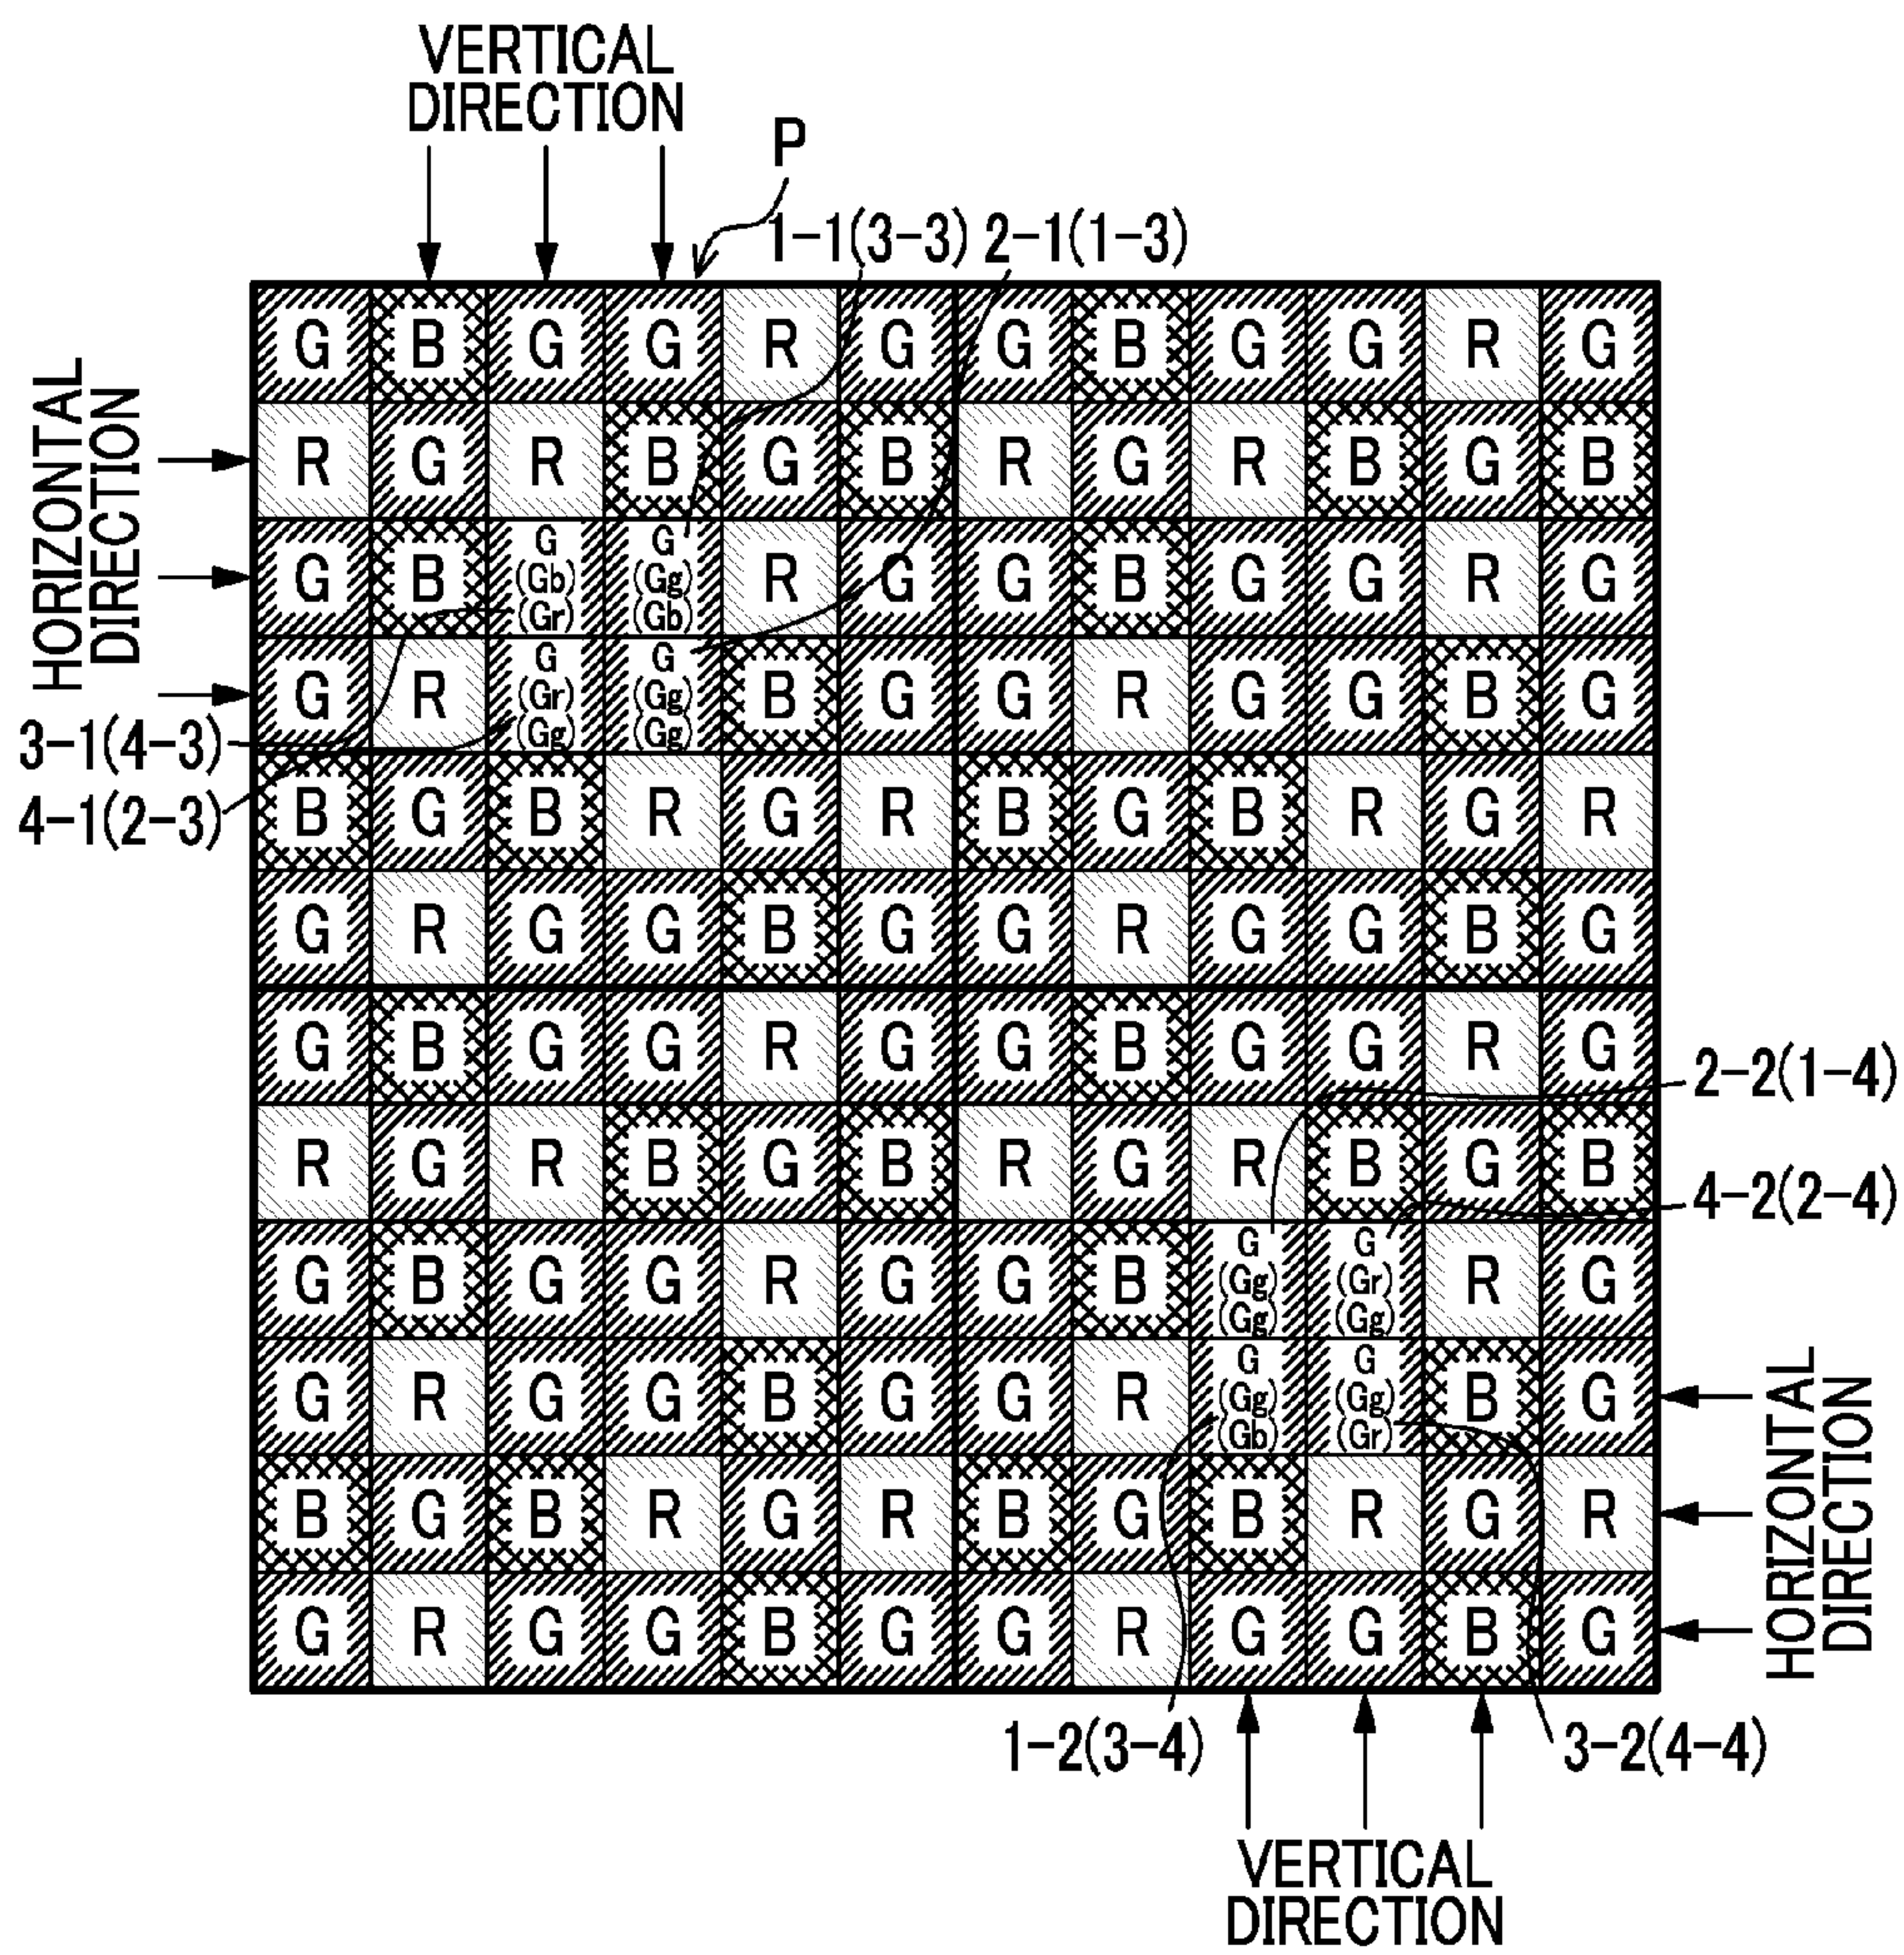 VERTICAL
DIRECTION
P
1-1(3-3) 2-1(1-3)
G B G G R G G B G G R G
HORIZONTAL
DIRECTION
R G R B G B R G R B G B
G B G G R G G B G G R G
(Gb) (Gg)
(Gr) (Gb)
G R G G B G G R G G B G
(Gr) (Gg)
(Gg) (Gg)
3-1(4-3)
4-1(2-3)
B G B R G R B G B R G R
G R G G B G G R G G B G
G B G G R G G B G G R G
2-2(1-4)
R G R B G B R G R B G B
4-2(2-4)
G B G G R G G B G G R G
(Gg) (Gr)
(Gg) (Gg)
G R G G B G G R G G B G
(Gg) (Gg)
(Gb) (Gr)
HORIZONTAL
DIRECTION
B G B R G R B G B R G R
G R G G B G G R G G B G
1-2(3-4)
3-2(4-4)
VERTICAL
DIRECTION